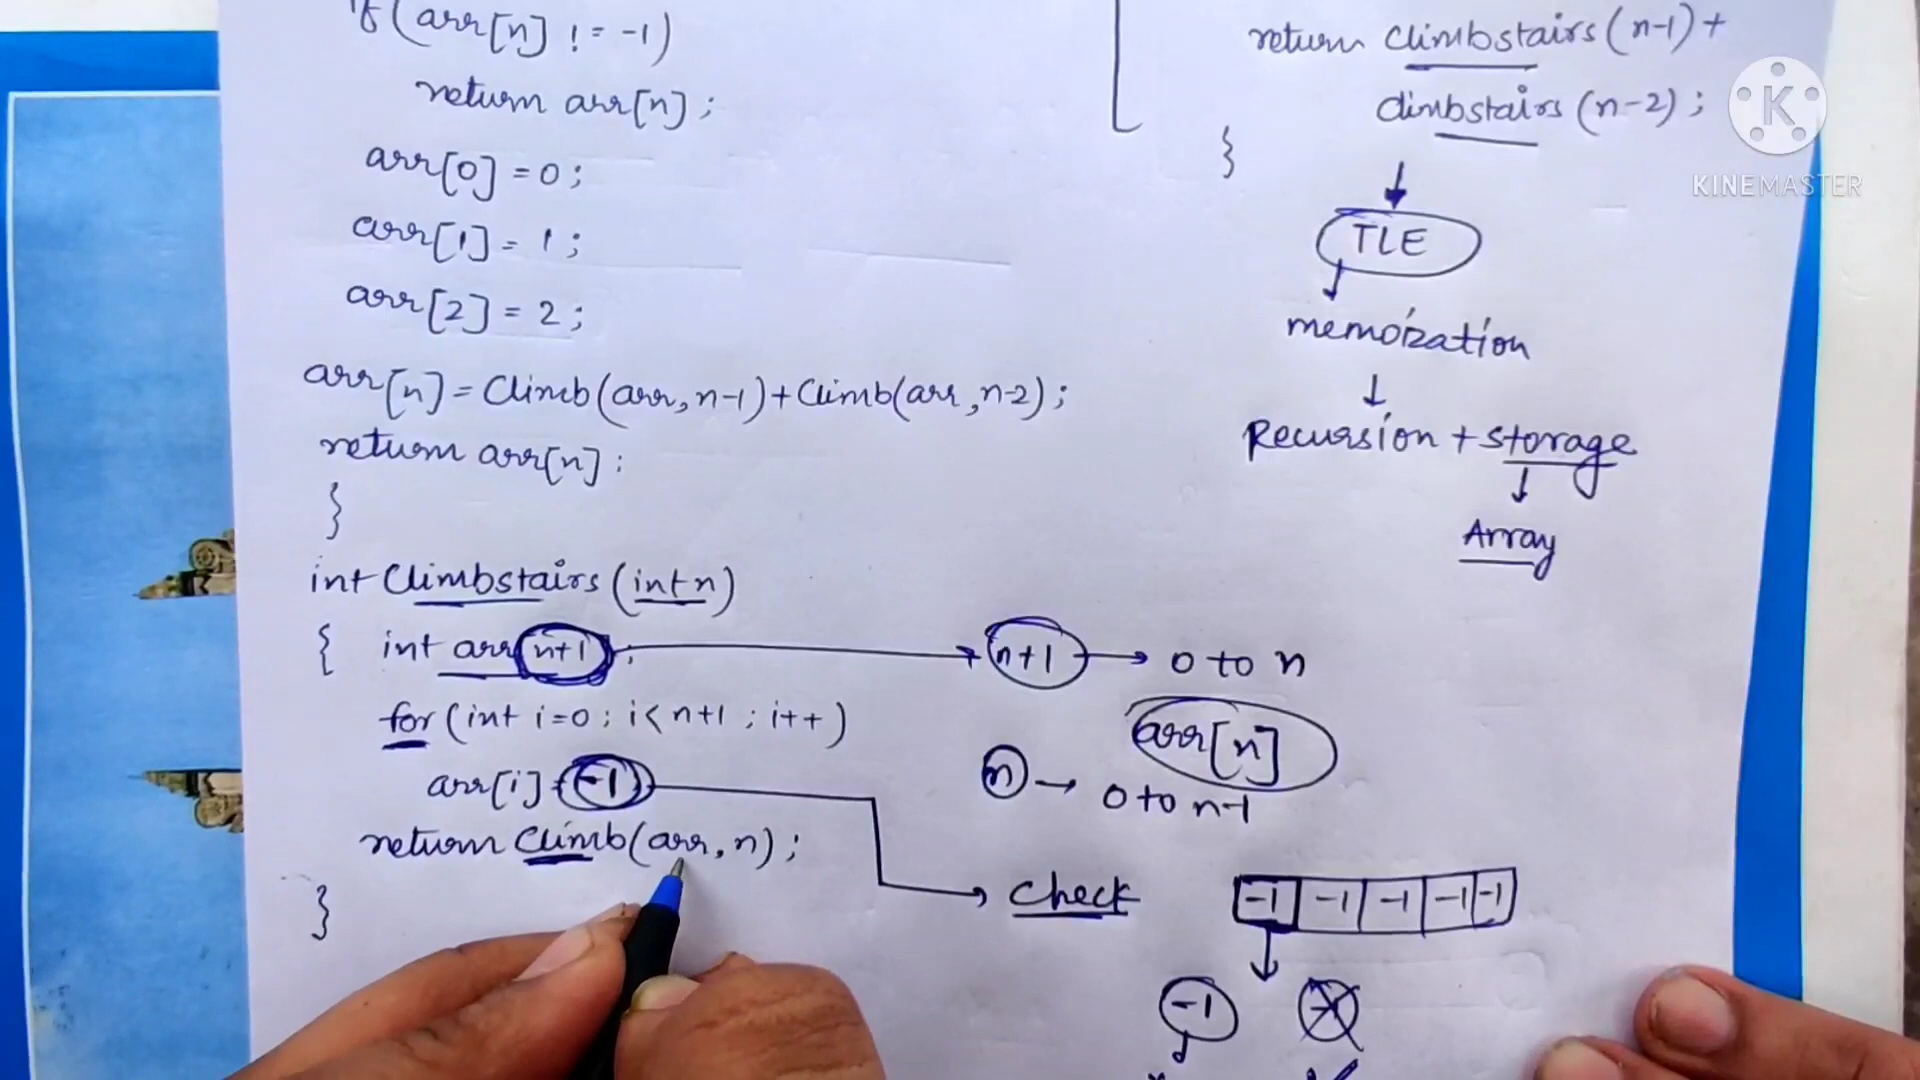 if (arr[n] != -1)
return arr[n];
arr[0] = 0;
arr[1] = 1;
arr[2] = 2;
arr[n] = Climb(arr, n-1) + Climb(arr, n-2);
return arr[n];
}
int Climbstairs (int n)
{ int arr n+1 ;
for (int i=0; i< n+1 ; i++)
arr[i] = -1
return Climb(arr, n);
}
return Climbstairs (n-1) +
Climbstairs (n-2);
}
TLE
memoization
Recursion + storage
Array
n+1 → 0 to n
arr[n]
n → 0 to n-1
Check
-1 -1 -1 -1 -1
-1
KINEMASTER